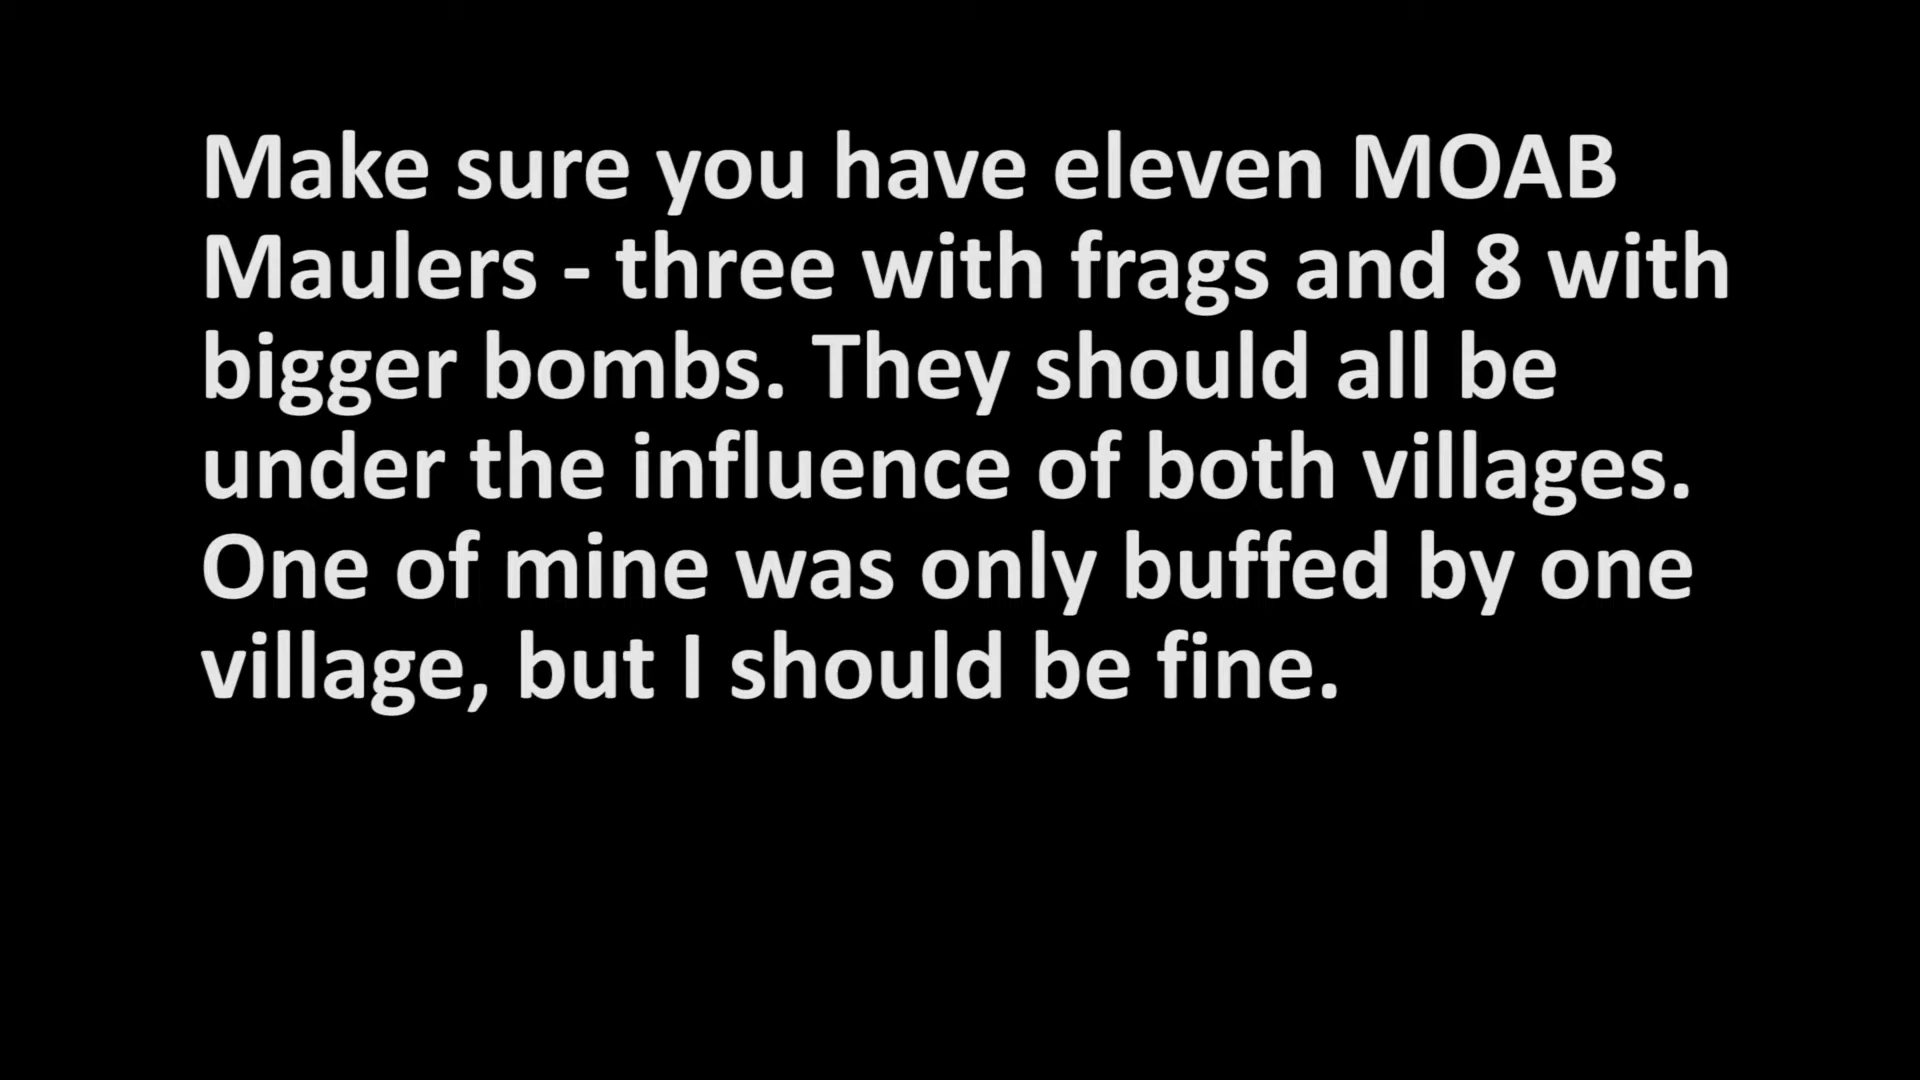 Make sure you have eleven MOAB
Maulers - three with frags and 8 with
bigger bombs. They should all be
under the influence of both villages.
One of mine was only buffed by one
village, but I should be fine.